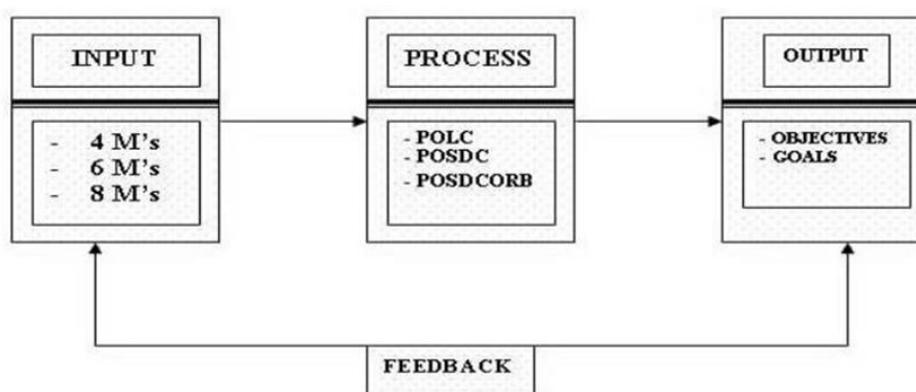 INPUT
- 4 M's
- 6 M's
- 8 M's
PROCESS
- POLC
- POSDC
- POSDCORB
OUTPUT
- OBJECTIVES
- GOALS
FEEDBACK